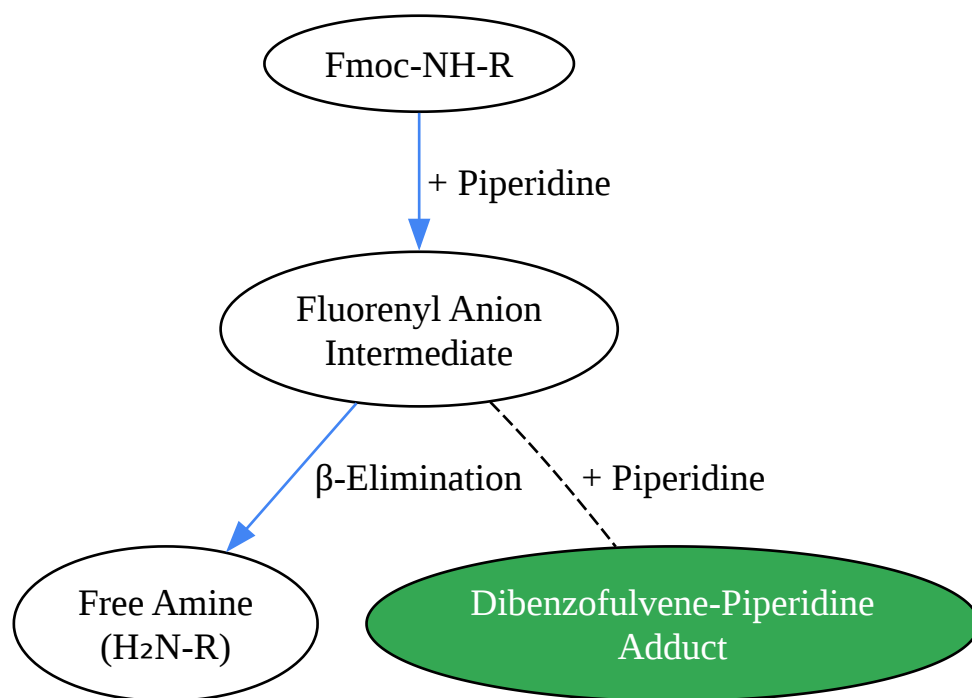 Fmoc-NH-R
+ Piperidine
Fluorenyl Anion
Intermediate
β-Elimination
+ Piperidine
Free Amine
(H₂N-R)
Dibenzofulvene-Piperidine
Adduct